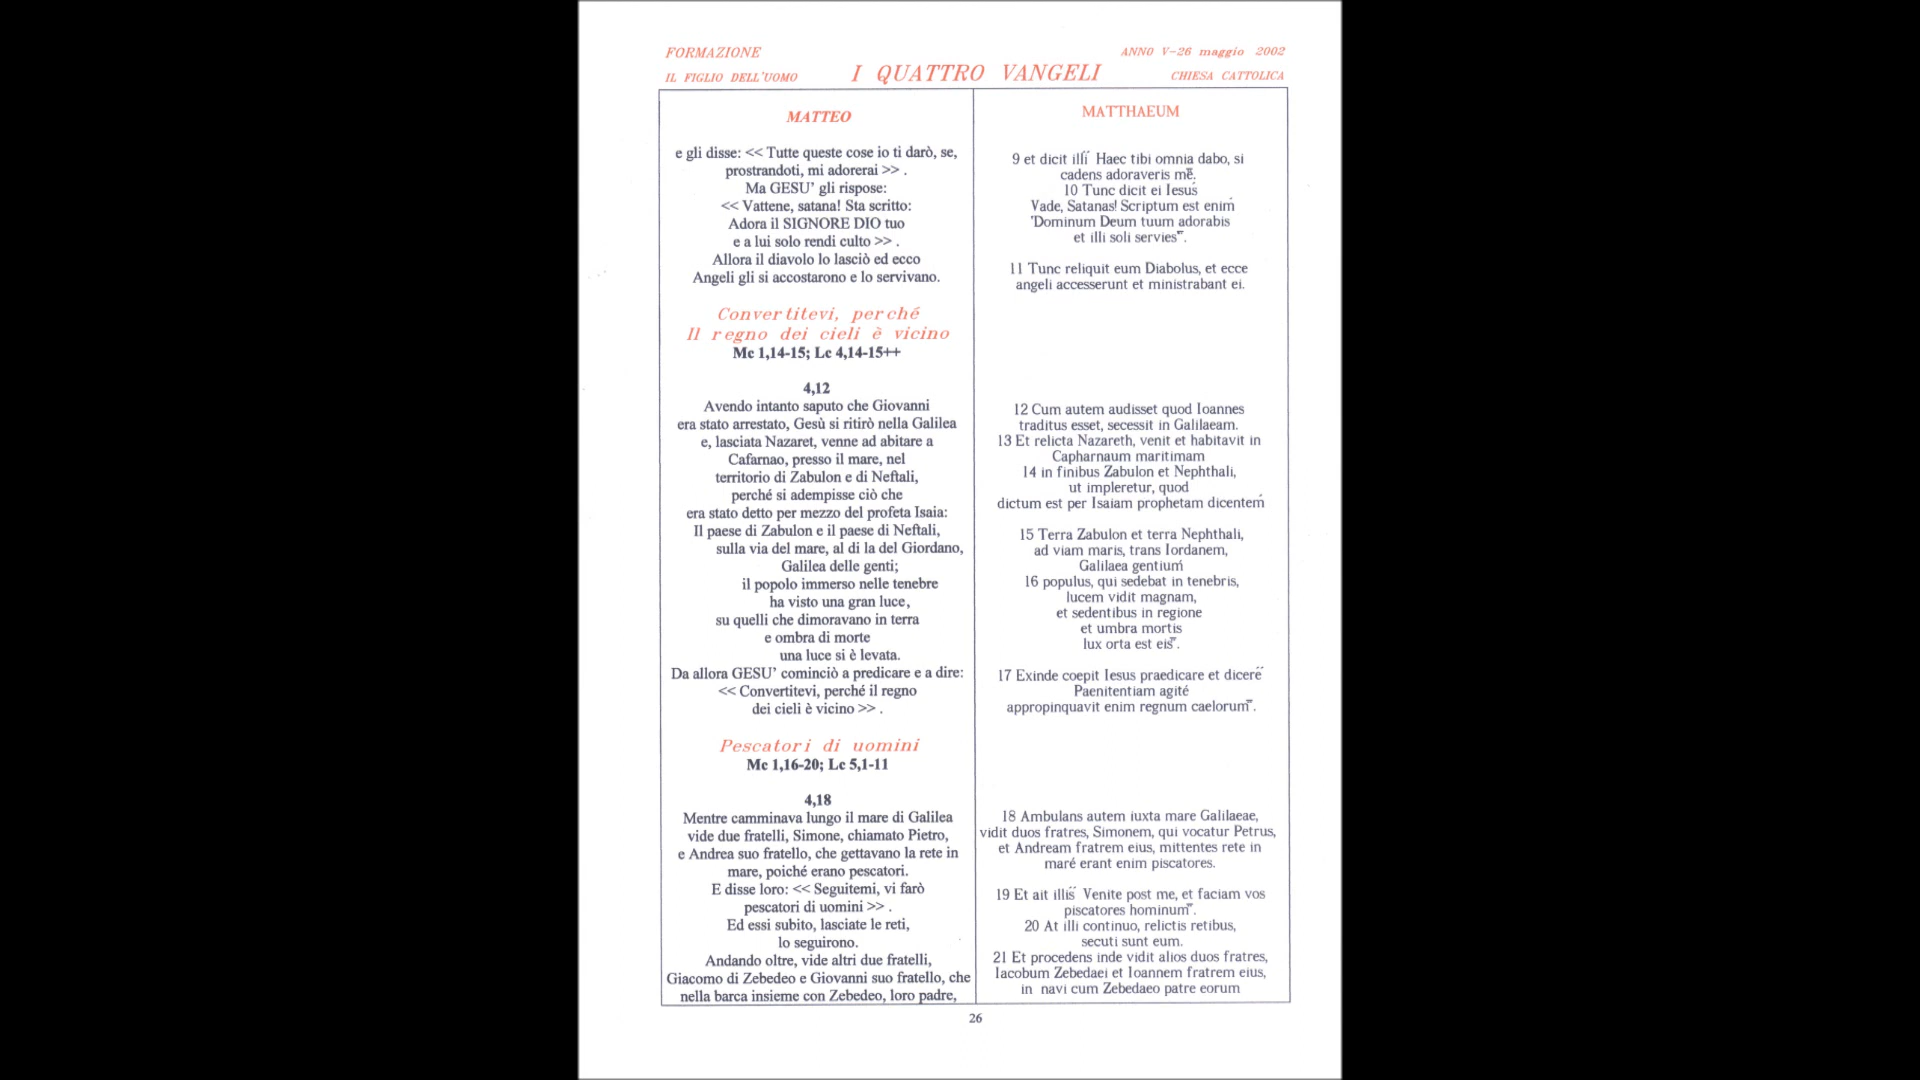 FORMAZIONE
ANNO V-26 maggio 2002
IL FIGLIO DELL'UOMO
I QUATTRO VANGELI
CHIESA CATTOLICA
MATTEO
e gli disse: << Tutte queste cose io ti darò, se,
prostrandoti, mi adorerai >> .
Ma GESU' gli rispose:
<< Vattene, satana! Sta scritto:
Adora il SIGNORE DIO tuo
e a lui solo rendi culto >> .
Allora il diavolo lo lasciò ed ecco
Angeli gli si accostarono e lo servivano.
Convertitevi, perché
Il regno dei cieli è vicino
Mc 1,14-15; Lc 4,14-15++
4,12
Avendo intanto saputo che Giovanni
era stato arrestato, Gesù si ritirò nella Galilea
e, lasciata Nazaret, venne ad abitare a
Cafarnao, presso il mare, nel
territorio di Zabulon e di Neftali,
perché si adempisse ciò che
era stato detto per mezzo del profeta Isaia:
Il paese di Zabulon e il paese di Neftali,
sulla via del mare, al di la del Giordano,
Galilea delle genti;
il popolo immerso nelle tenebre
ha visto una gran luce,
su quelli che dimoravano in terra
e ombra di morte
una luce si è levata.
Da allora GESU' cominciò a predicare e a dire:
<< Convertitevi, perché il regno
dei cieli è vicino >> .
Pescatori di uomini
Mc 1,16-20; Lc 5,1-11
4,18
Mentre camminava lungo il mare di Galilea
vide due fratelli, Simone, chiamato Pietro,
e Andrea suo fratello, che gettavano la rete in
mare, poiché erano pescatori.
E disse loro: << Seguitemi, vi farò
pescatori di uomini >> .
Ed essi subito, lasciate le reti,
lo seguirono.
Andando oltre, vide altri due fratelli,
Giacomo di Zebedeo e Giovanni suo fratello, che
nella barca insieme con Zebedeo, loro padre,
MATTHAEUM
9 et dicit illi˝ Haec tibi omnia dabo, si
cadens adoraveris me‟.
10 Tunc dicit ei Iesuś
Vade, Satanas! Scriptum est enim´
'Dominum Deum tuum adorabis
et illi soli servies‟'.
11 Tunc reliquit eum Diabolus, et ecce
angeli accesserunt et ministrabant ei.
12 Cum autem audisset quod Ioannes
traditus esset, secessit in Galilaeam.
13 Et relicta Nazareth, venit et habitavit in
Capharnaum maritimam
14 in finibus Zabulon et Nephthali,
ut impleretur, quod
dictum est per Isaiam prophetam dicentem´
15 Terra Zabulon et terra Nephthali,
ad viam maris, trans Iordanem,
Galilaea gentium´
16 populus, qui sedebat in tenebris,
lucem vidit magnam,
et sedentibus in regione
et umbra mortis
lux orta est eis‟.
17 Exinde coepit Iesus praedicare et dicere˝
Paenitentiam agité
appropinquavit enim regnum caelorum‟.
18 Ambulans autem iuxta mare Galilaeae,
vidit duos fratres, Simonem, qui vocatur Petrus,
et Andream fratrem eius, mittentes rete in
maré erant enim piscatores.
19 Et ait illis˝ Venite post me, et faciam vos
piscatores hominum‟.
20 At illi continuo, relictis retibus,
secuti sunt eum.
21 Et procedens inde vidit alios duos fratres,
Iacobum Zebedaei et Ioannem fratrem eius,
in navi cum Zebedaeo patre eorum
26